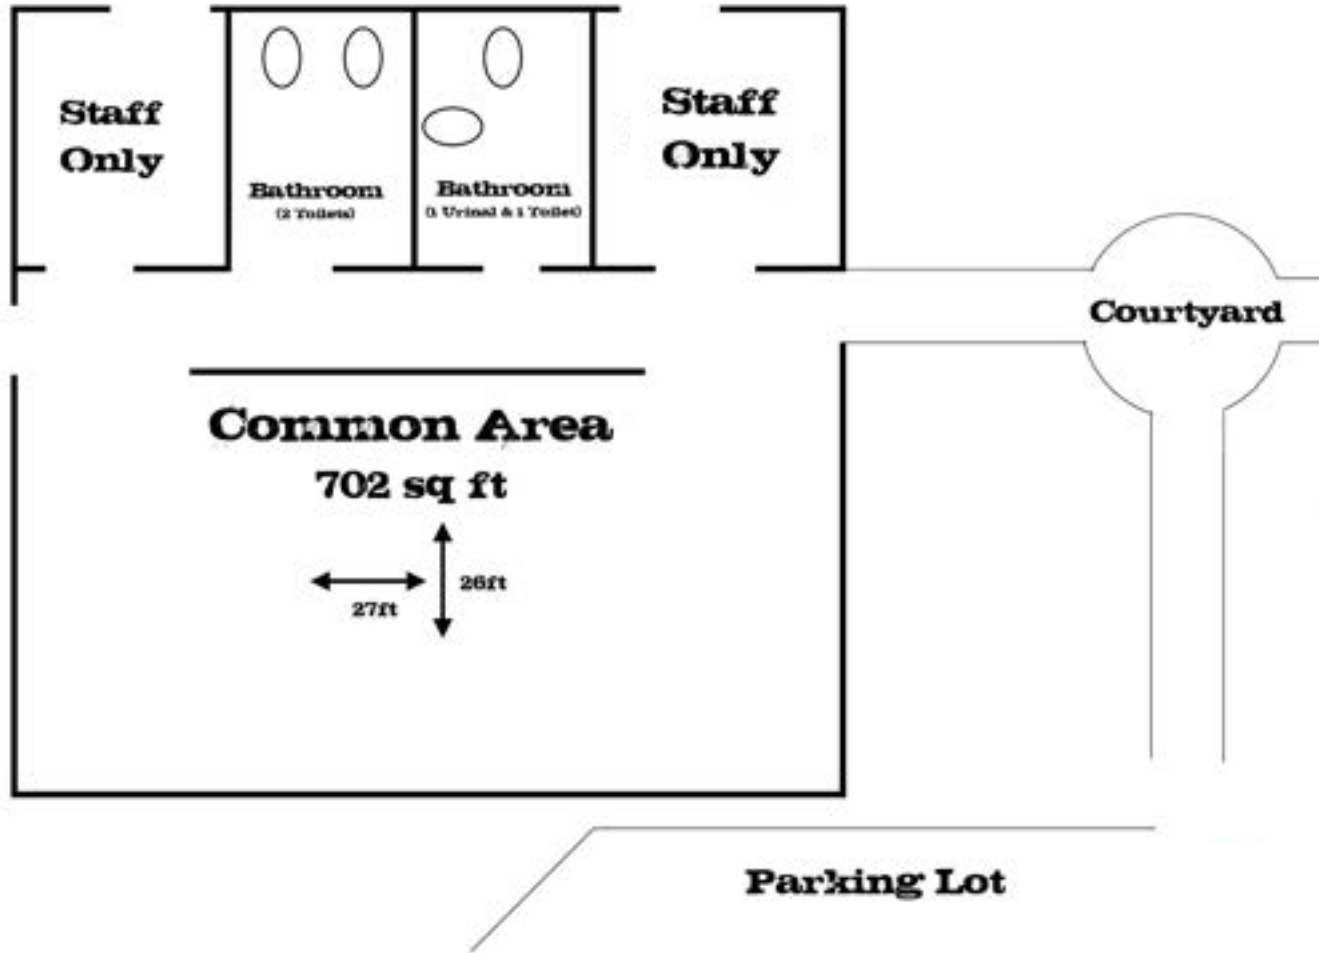 Staff
Only
Bathroom
(2 Toilets)
Bathroom
(1 Urinal & 1 Toilet)
Staff
Only
Courtyard
Common Area
702 sq ft
26ft
27ft
Parking Lot